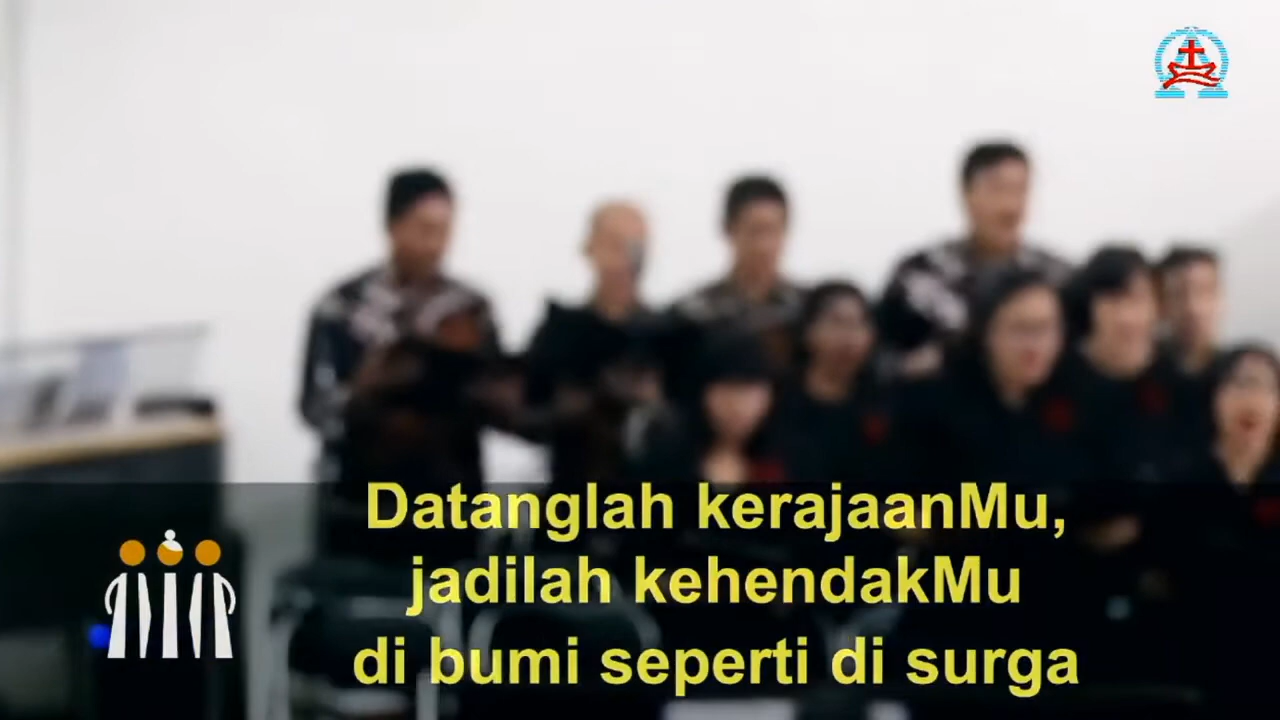 Datanglah kerajaanMu,
jadilah kehendakMu
di bumi seperti di surga